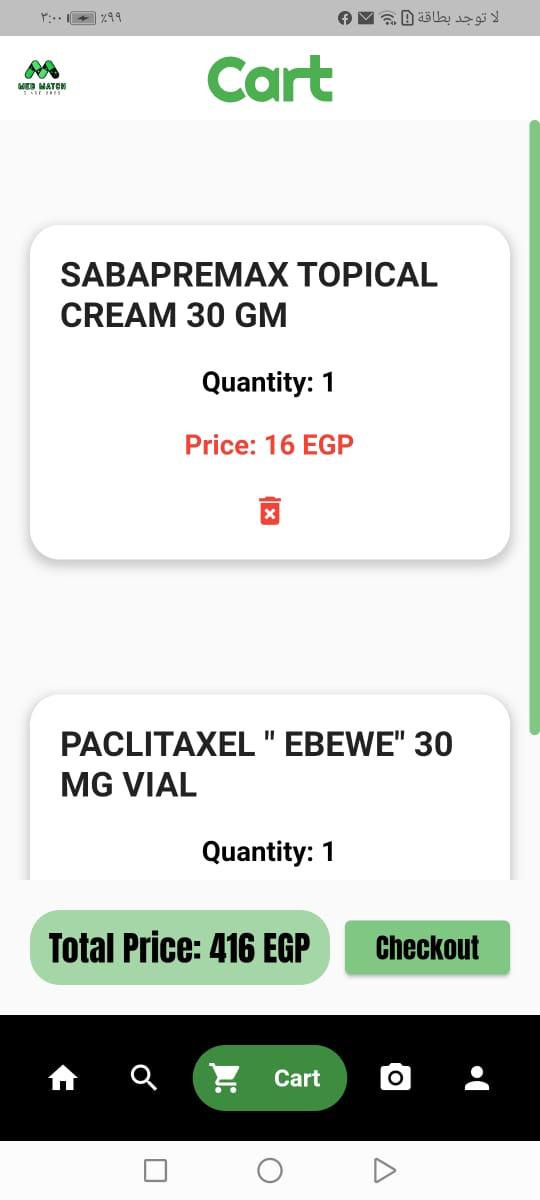 ٣:٠٠ ٪٩٩ لا توجد بطاقة
MED MATCH
Cart
SABAPREMAX TOPICAL
CREAM 30 GM
Quantity: 1
Price: 16 EGP
PACLITAXEL " EBEWE" 30
MG VIAL
Quantity: 1
Total Price: 416 EGP
Checkout
Cart